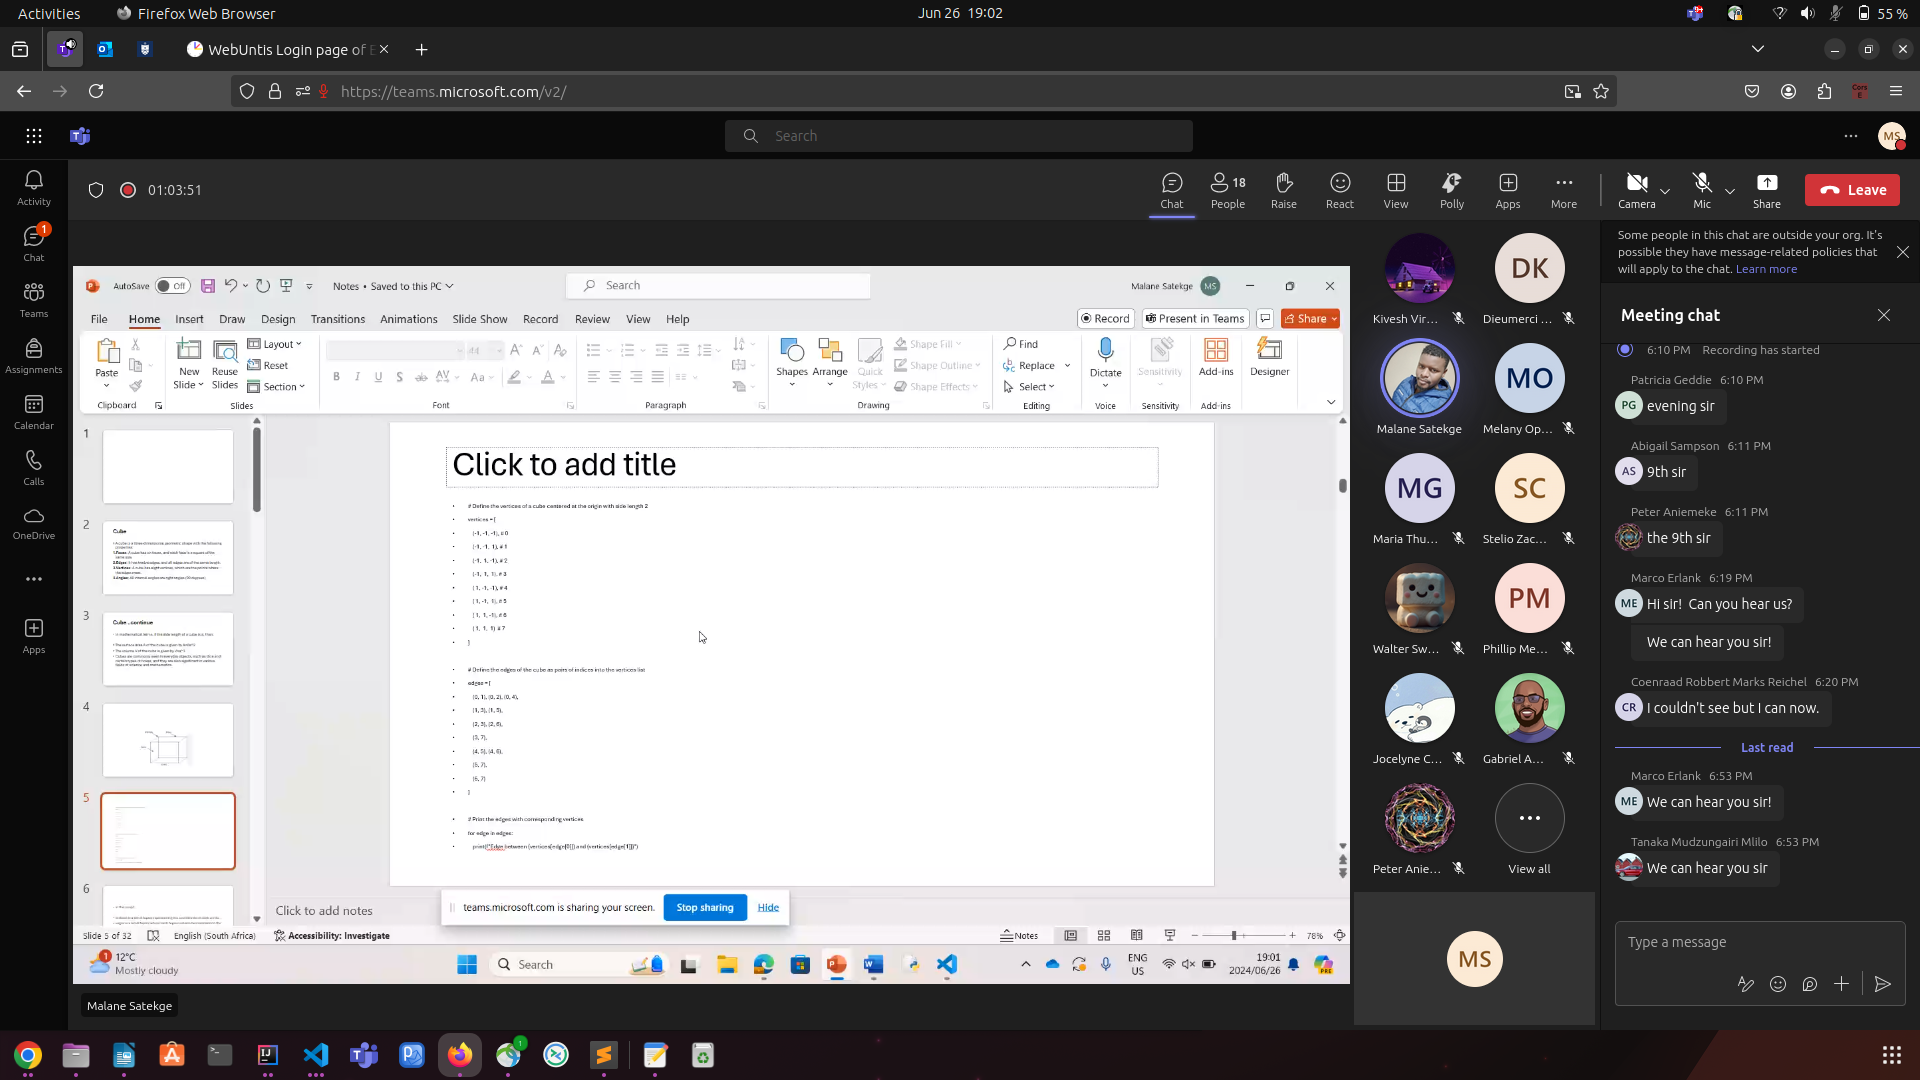 Activities
Firefox Web Browser
Jun 26 19:02
55 %
WebUntis Login page of E
https://teams.microsoft.com/v2/
Search
MS
01:03:51
Chat
18
People
Raise
React
View
Polly
Apps
More
Camera
Mic
Share
Leave
Activity
1
Chat
Teams
Assignments
Calendar
Calls
OneDrive
Apps
AutoSave
Off
Notes • Saved to this PC
Search
Malane Satekge
MS
File
Home
Insert
Draw
Design
Transitions
Animations
Slide Show
Record
Review
View
Help
Record
Present in Teams
Share
Paste
Clipboard
New Slide
Reuse Slides
Layout
Reset
Section
Slides
Font
Paragraph
Shapes
Arrange
Quick Styles
Shape Fill
Shape Outline
Shape Effects
Drawing
Find
Replace
Select
Editing
Dictate
Voice
Sensitivity
Sensitivity
Add-ins
Add-ins
Designer
1
2
Cube
3
Cube ..continue
4
5
6
Click to add title
• # Define the vertices of a cube centered at the origin with side length 2
• vertices = [
• (-1, -1, -1), # 0
• (-1, -1, 1), # 1
• (-1, 1, -1), # 2
• (-1, 1, 1), # 3
• ( 1, -1, -1), # 4
• ( 1, -1, 1), # 5
• ( 1, 1, -1), # 6
• ( 1, 1, 1) # 7
• ]
• # Define the edges of the cube as pairs of indices into the vertices list
• edges = [
• (0, 1), (0, 2), (0, 4),
• (1, 3), (1, 5),
• (2, 3), (2, 6),
• (3, 7),
• (4, 5), (4, 6),
• (5, 7),
• (6, 7)
• ]
• # Print the edges with corresponding vertices
• for edge in edges:
• print(f"Edge between {vertices[edge[0]]} and {vertices[edge[1]]}")
Click to add notes
teams.microsoft.com is sharing your screen.
Stop sharing
Hide
Slide 5 of 32
English (South Africa)
Accessibility: Investigate
Notes
78%
1
12°C
Mostly cloudy
Search
ENG
US
19:01
2024/06/26
PRE
Malane Satekge
Kivesh Vir...
DK
Dieumerci ...
Malane Satekge
MO
Melany Op...
MG
Maria Thu...
SC
Stelio Zac...
Walter Sw...
PM
Phillip Me...
Jocelyne C...
Gabriel A...
Peter Anie...
View all
MS
Some people in this chat are outside your org. It's
possible they have message-related policies that
will apply to the chat. Learn more
Meeting chat
6:10 PM Recording has started
Patricia Geddie 6:10 PM
PG
evening sir
Abigail Sampson 6:11 PM
AS
9th sir
Peter Aniemeke 6:11 PM
the 9th sir
Marco Erlank 6:19 PM
ME
Hi sir! Can you hear us?
We can hear you sir!
Coenraad Robbert Marks Reichel 6:20 PM
CR
I couldn't see but I can now.
Last read
Marco Erlank 6:53 PM
ME
We can hear you sir!
Tanaka Mudzungairi Mlilo 6:53 PM
We can hear you sir
Type a message